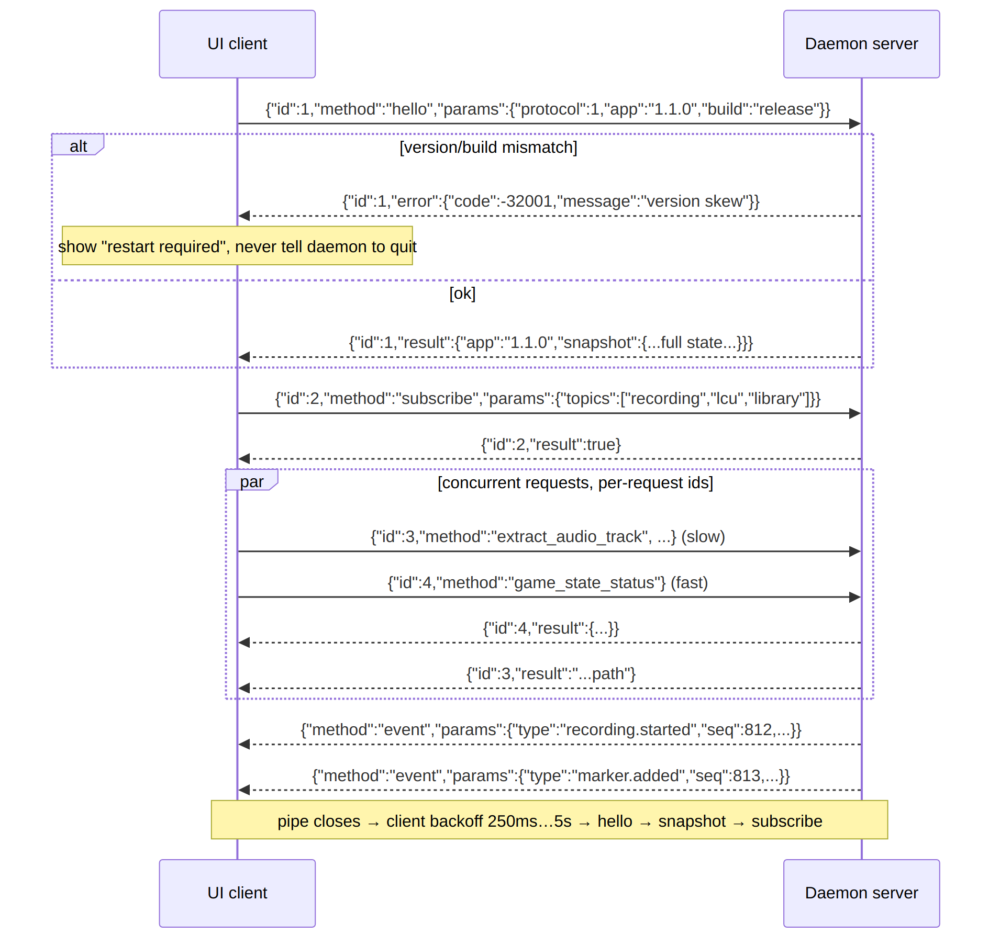 UI client
Daemon server
{"id":1,"method":"hello","params":{"protocol":1,"app":"1.1.0","build":"release"}}
alt
[version/build mismatch]
{"id":1,"error":{"code":-32001,"message":"version skew"}}
show "restart required", never tell daemon to quit
[ok]
{"id":1,"result":{"app":"1.1.0","snapshot":{...full state...}}}
{"id":2,"method":"subscribe","params":{"topics":["recording","lcu","library"]}}
{"id":2,"result":true}
par
[concurrent requests, per-request ids]
{"id":3,"method":"extract_audio_track", ...} (slow)
{"id":4,"method":"game_state_status"} (fast)
{"id":4,"result":{...}}
{"id":3,"result":"...path"}
{"method":"event","params":{"type":"recording.started","seq":812,...}}
{"method":"event","params":{"type":"marker.added","seq":813,...}}
pipe closes → client backoff 250ms…5s → hello → snapshot → subscribe
UI client
Daemon server